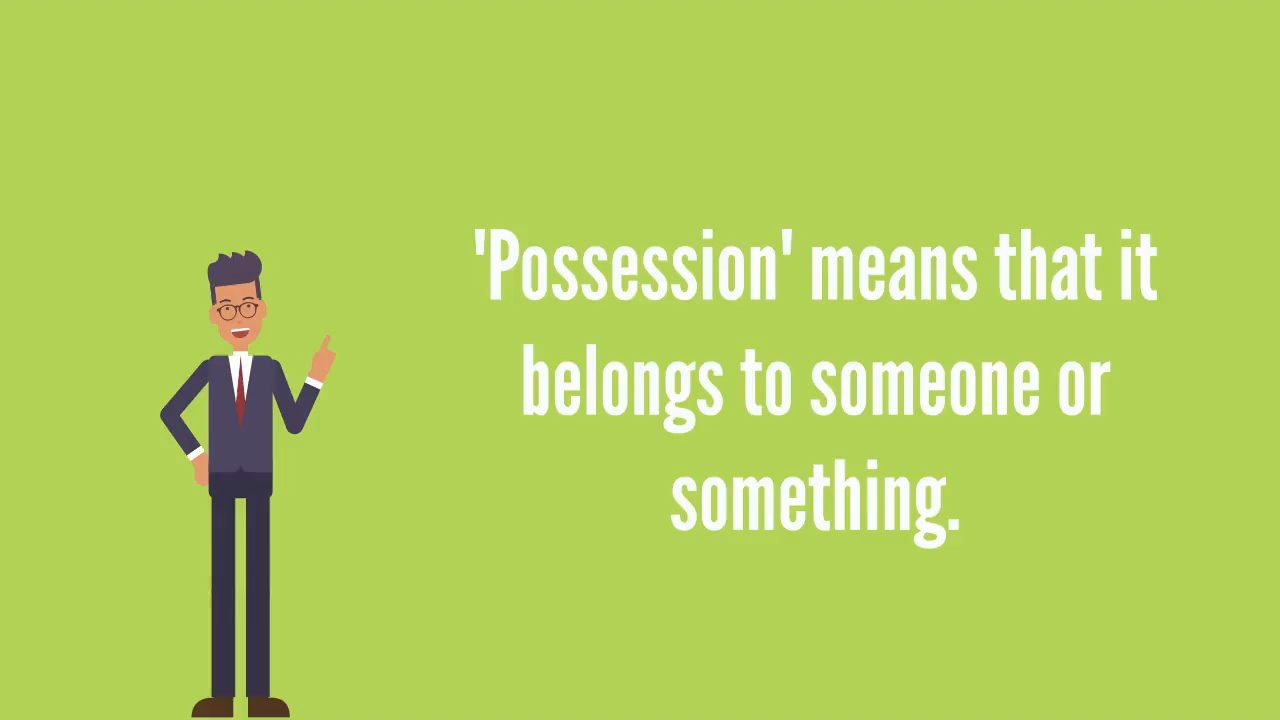 'Possession' means that it
belongs to someone or
something.